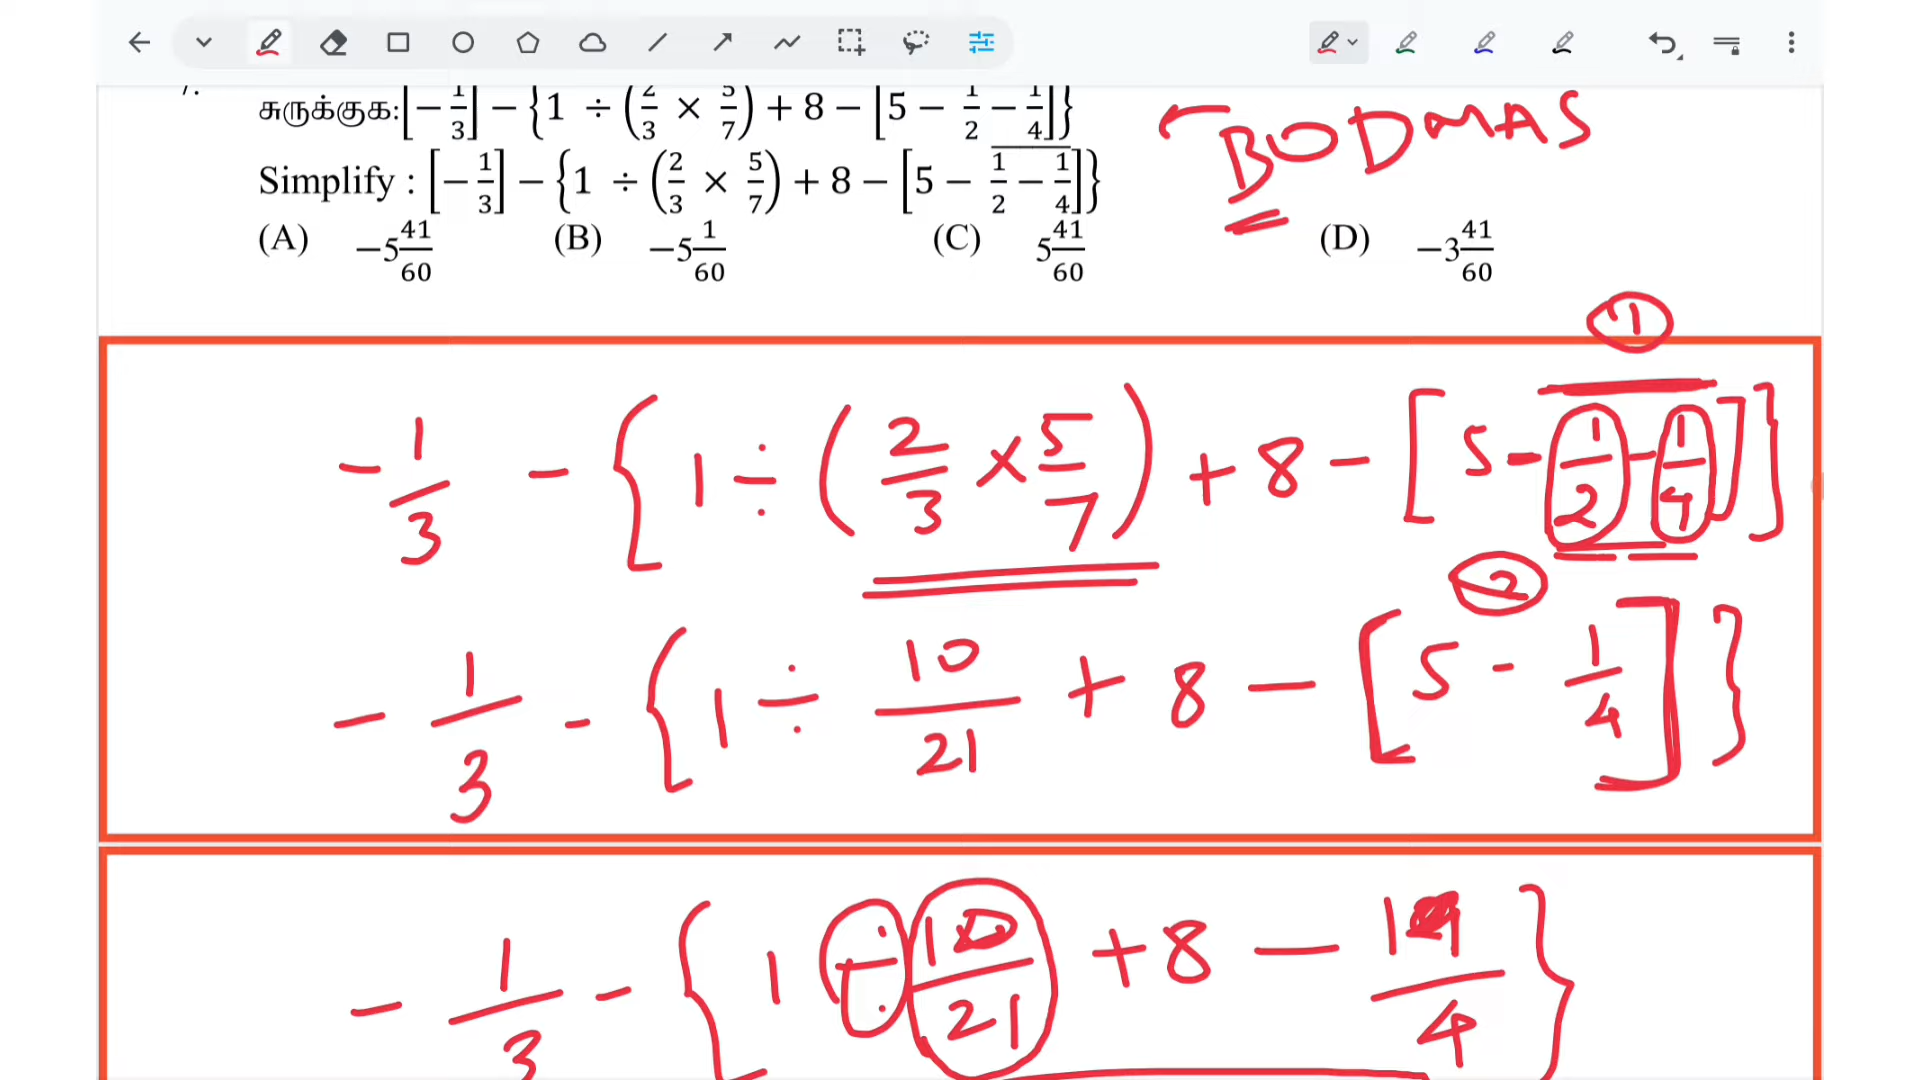 7. சுருக்குக:[−1/3] − {1 ÷ (2/3 × 5/7) + 8 − [5 − 1/2 − 1/4]}
BODMAS
Simplify : [−1/3] − {1 ÷ (2/3 × 5/7) + 8 − [5 − 1/2 − 1/4]}
(A) −5 41/60 (B) −5 1/60 (C) 5 41/60 (D) −3 41/60
1
− 1/3 − {1 ÷ (2/3 × 5/7) + 8 − [5 − 1/2 − 1/4]}
2
− 1/3 − {1 ÷ 10/21 + 8 − [5 − 1/4]}
− 1/3 − {1 ÷ 10/21 + 8 − 19/4}